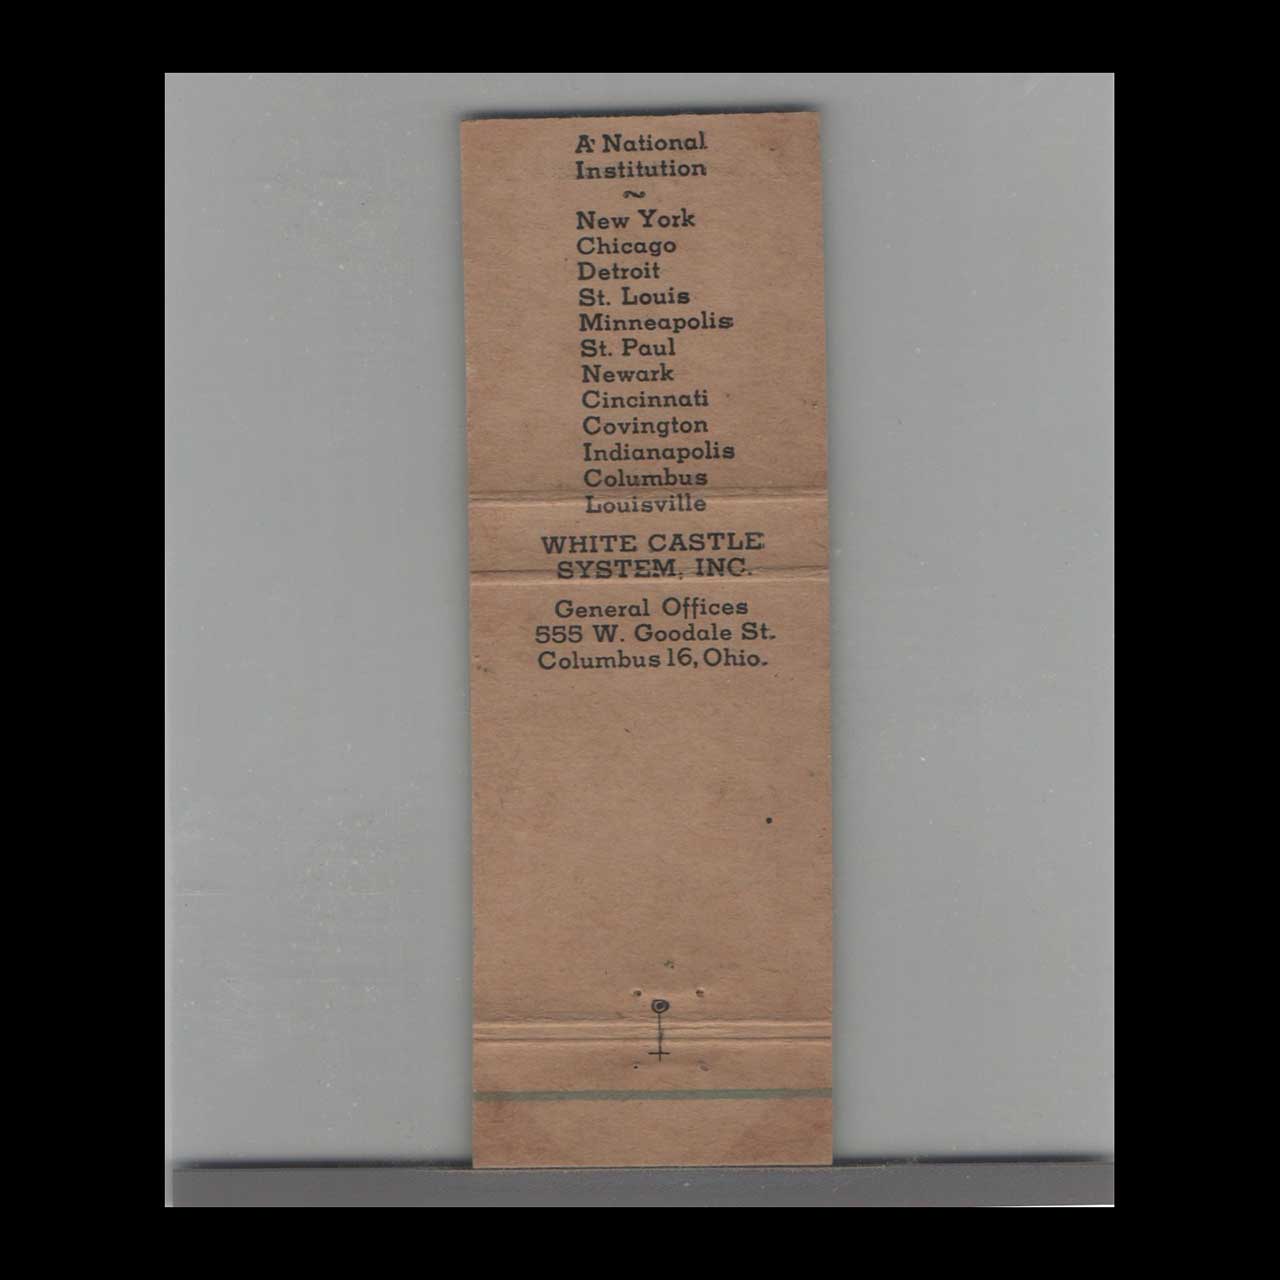 A National
Institution
~
New York
Chicago
Detroit
St. Louis
Minneapolis
St. Paul
Newark
Cincinnati
Covington
Indianapolis
Columbus
Louisville
WHITE CASTLE
SYSTEM, INC.
General Offices
555 W. Goodale St.
Columbus 16, Ohio.